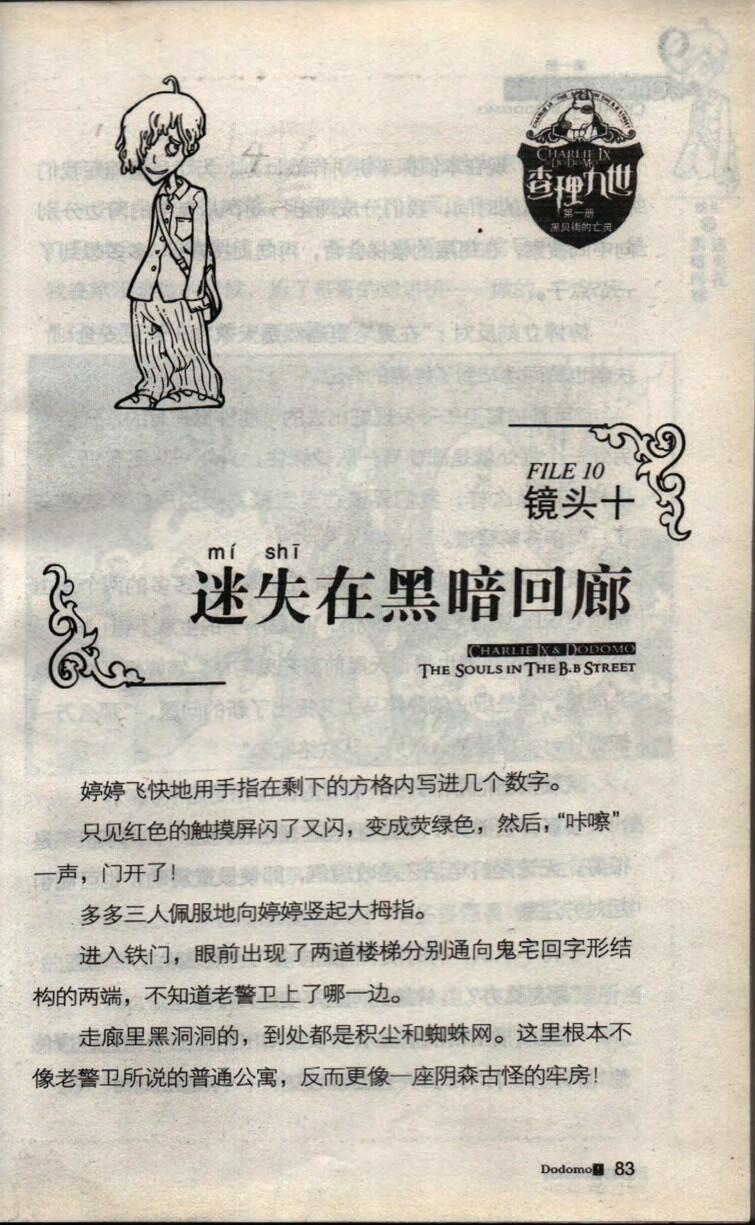 CHARLIE IX
DODOMO
查理九世
第一册
黑贝街的亡灵
FILE 10
镜头十
mí shī
迷失在黑暗回廊
CHARLIE IX & DODOMO
THE SOULS IN THE B.B STREET
婷婷飞快地用手指在剩下的方格内写进几个数字。
只见红色的触摸屏闪了又闪，变成荧绿色，然后，“咔嚓”
一声，门开了！
多多三人佩服地向婷婷竖起大拇指。
进入铁门，眼前出现了两道楼梯分别通向鬼宅回字形结
构的两端，不知道老警卫上了哪一边。
走廊里黑洞洞的，到处都是积尘和蜘蛛网。这里根本不
像老警卫所说的普通公寓，反而更像一座阴森古怪的牢房！
Dodomo! 83